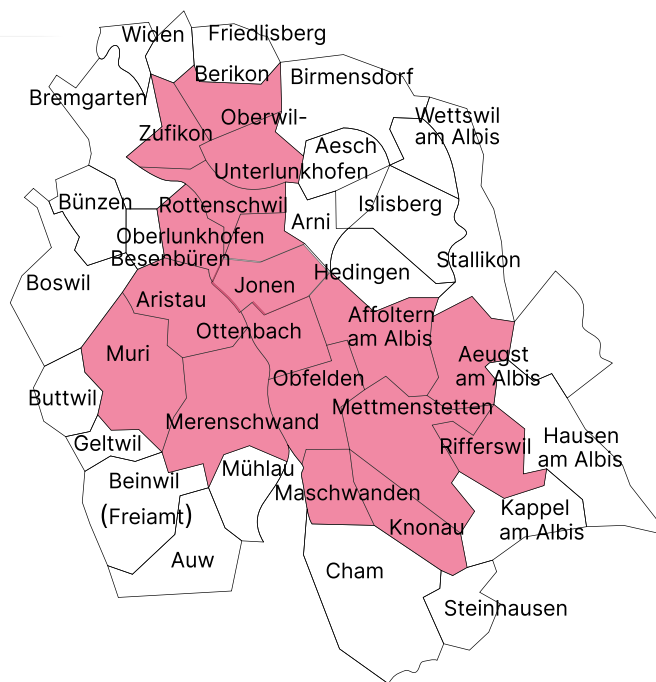 Widen
Friedlisberg
Berikon
Birmensdorf
Bremgarten
Oberwil-
Wettswil
am Albis
Zufikon
Aesch
Unterlunkhofen
Bünzen
Rottenschwil
Islisberg
Arni
Oberlunkhofen
Besenbüren
Stallikon
Hedingen
Boswil
Jonen
Aristau
Affoltern
am Albis
Ottenbach
Muri
Aeugst
am Albis
Obfelden
Buttwil
Mettmenstetten
Merenschwand
Geltwil
Rifferswil
Hausen
am Albis
Mühlau
Beinwil
(Freiamt)
Maschwanden
Kappel
am Albis
Knonau
Auw
Cham
Steinhausen